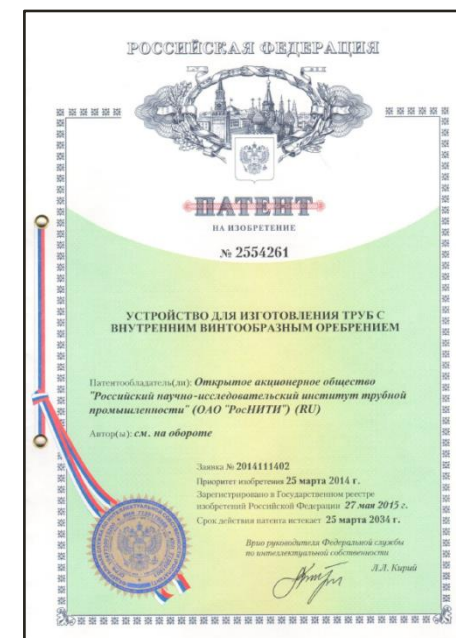 РОССИЙСКАЯ ФЕДЕРАЦИЯ
ПАТЕНТ
НА ИЗОБРЕТЕНИЕ
№ 2554261
УСТРОЙСТВО ДЛЯ ИЗГОТОВЛЕНИЯ ТРУБ С
ВНУТРЕННИМ ВИНТООБРАЗНЫМ ОРЕБРЕНИЕМ
Патентообладатель(ли): Открытое акционерное общество
"Российский научно-исследовательский институт трубной
промышленности" (ОАО "РосНИТИ") (RU)
Автор(ы): см. на обороте
Заявка № 2014111402
Приоритет изобретения 25 марта 2014 г.
Зарегистрировано в Государственном реестре
изобретений Российской Федерации 27 мая 2015 г.
Срок действия патента истекает 25 марта 2034 г.
Врио руководителя Федеральной службы
по интеллектуальной собственности
Л.Л. Кирий